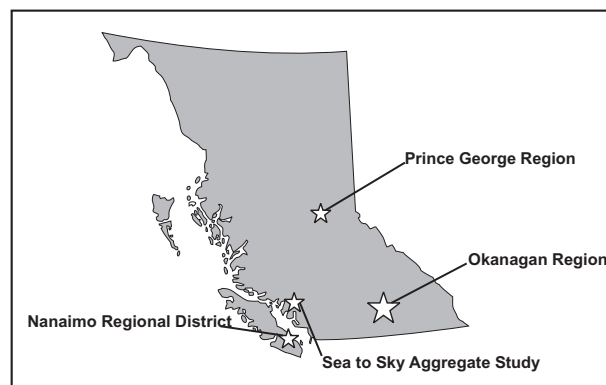 Prince George Region
Okanagan Region
Nanaimo Regional District
Sea to Sky Aggregate Study